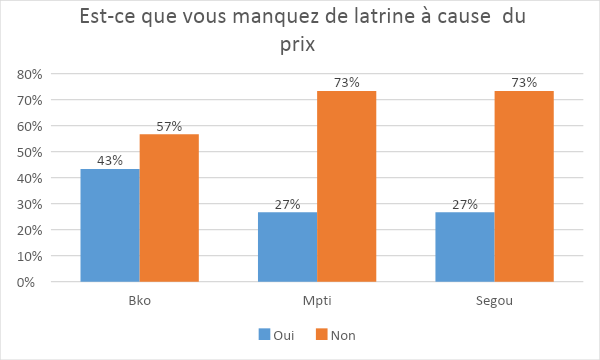 Est-ce que vous manquez de latrine à cause  du
prix
80%
70%
60%
50%
40%
30%
20%
10%
0%
43%
57%
27%
73%
27%
73%
Bko
Mpti
Segou
Oui
Non